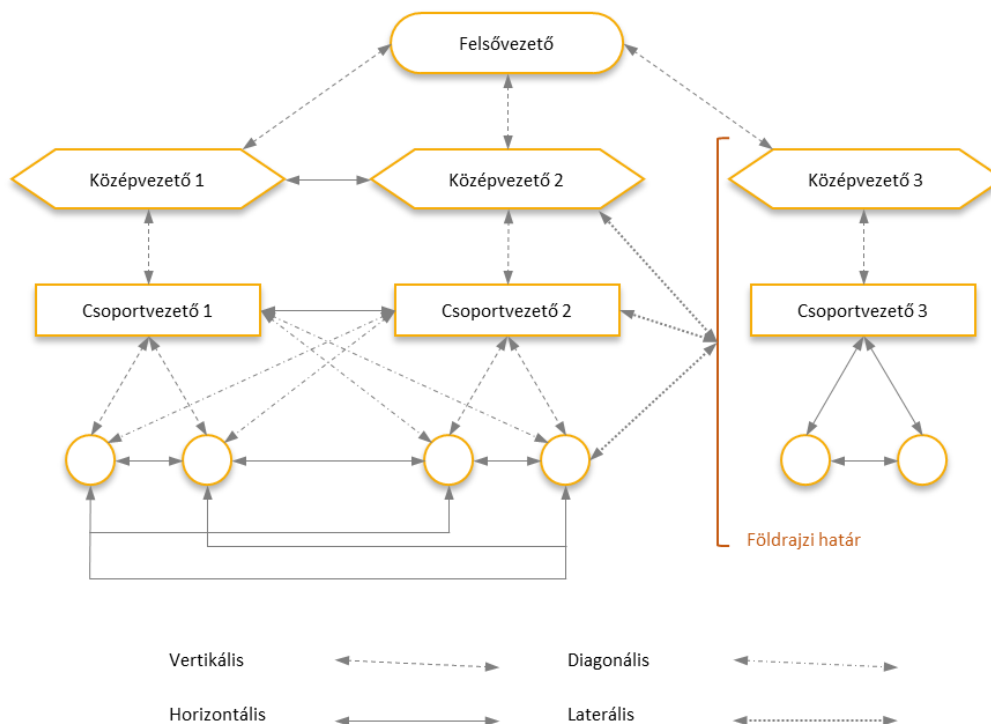 Felsővezető
Középvezető 1
Középvezető 2
Középvezető 3
Csoportvezető 1
Csoportvezető 2
Csoportvezető 3
Földrajzi határ
Vertikális
Diagonális
Horizontális
Laterális